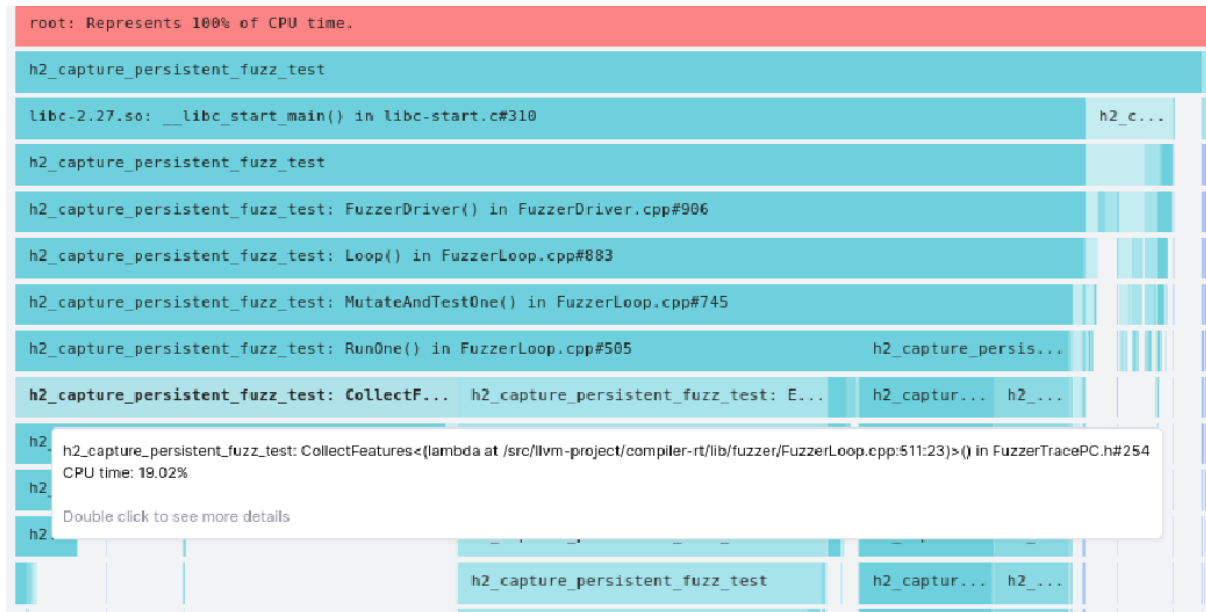 root: Represents 100% of CPU time.
h2_capture_persistent_fuzz_test
libc-2.27.so: __libc_start_main() in libc-start.c#310 h2_c...
h2_capture_persistent_fuzz_test
h2_capture_persistent_fuzz_test: FuzzerDriver() in FuzzerDriver.cpp#906
h2_capture_persistent_fuzz_test: Loop() in FuzzerLoop.cpp#883
h2_capture_persistent_fuzz_test: MutateAndTestOne() in FuzzerLoop.cpp#745
h2_capture_persistent_fuzz_test: RunOne() in FuzzerLoop.cpp#505 h2_capture_persis...
h2_capture_persistent_fuzz_test: CollectF... h2_capture_persistent_fuzz_test: E... h2_captur... h2_...
h2_
h2_capture_persistent_fuzz_test: CollectFeatures<(lambda at /src/llvm-project/compiler-rt/lib/fuzzer/FuzzerLoop.cpp:511:23)>() in FuzzerTracePC.h#254
CPU time: 19.02%
h2_
Double click to see more details
h2
h2_capture_persistent_fuzz_test h2_captur... h2_...